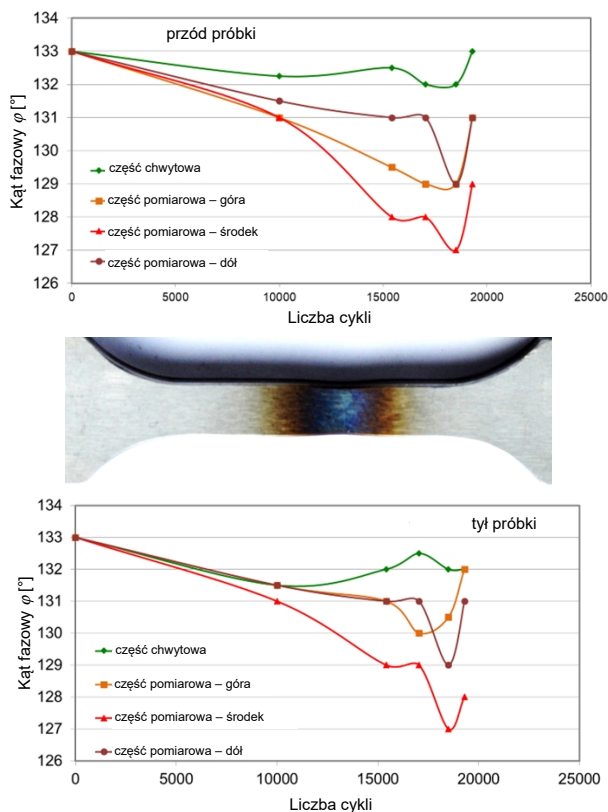 przód próbki
134
133
132
131
130
129
128
127
126
Kąt fazowy φ [°]
część chwytowa
część pomiarowa – góra
część pomiarowa – środek
część pomiarowa – dół
0 5000 10000 15000 20000 25000
Liczba cykli
tył próbki
134
133
132
131
130
129
128
127
126
Kąt fazowy φ [°]
część chwytowa
część pomiarowa – góra
część pomiarowa – środek
część pomiarowa – dół
0 5000 10000 15000 20000 25000
Liczba cykli